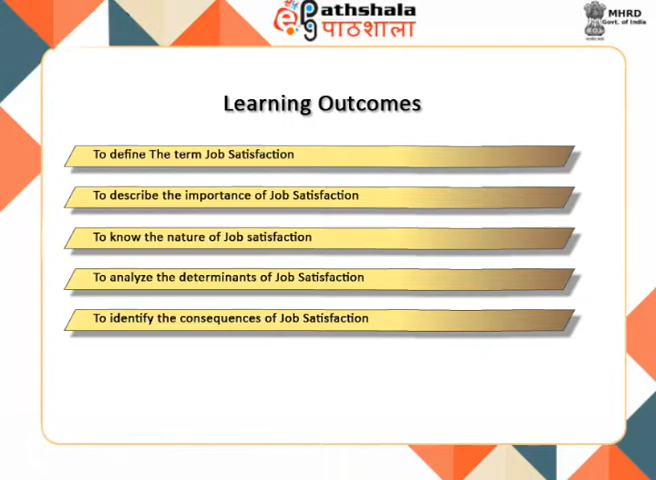 ePathshala
पाठशाला
MHRD
Govt. of India
Learning Outcomes
To define The term Job Satisfaction
To describe the importance of Job Satisfaction
To know the nature of Job satisfaction
To analyze the determinants of Job Satisfaction
To identify the consequences of Job Satisfaction